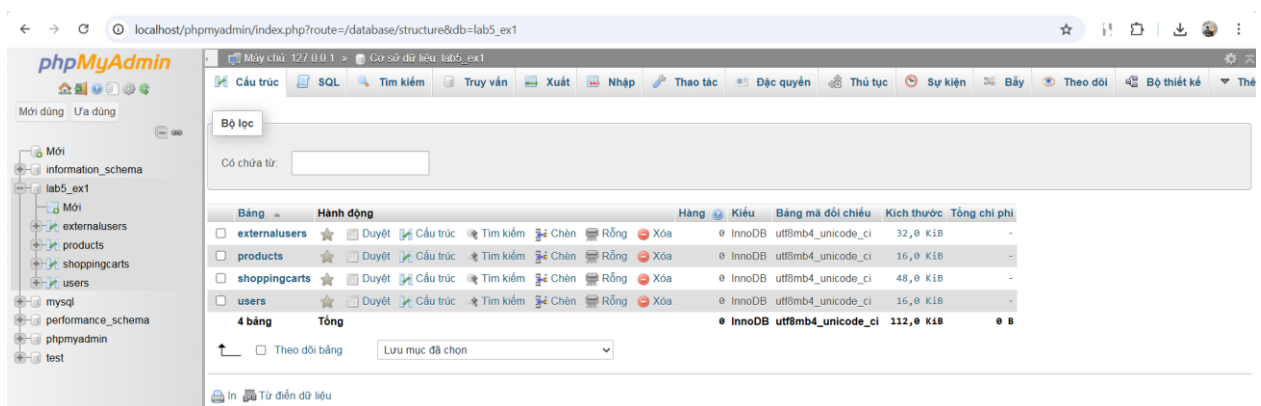 localhost/phpmyadmin/index.php?route=/database/structure&db=lab5_ex1
phpMyAdmin
Mới dùng Ưa dùng
Mới
information_schema
lab5_ex1
Mới
externalusers
products
shoppingcarts
users
mysql
performance_schema
phpmyadmin
test
Máy chủ: 127.0.0.1 » Cơ sở dữ liệu: lab5_ex1
Cấu trúc SQL Tìm kiếm Truy vấn Xuất Nhập Thao tác Đặc quyền Thủ tục Sự kiện Bẫy Theo dõi Bộ thiết kế Thê
Bộ lọc
Có chứa từ:
Bảng Hành động Hàng Kiểu Bảng mã đối chiếu Kích thước Tổng chi phí
externalusers Duyệt Cấu trúc Tìm kiếm Chèn Rỗng Xóa 0 InnoDB utf8mb4_unicode_ci 32,0 KiB -
products Duyệt Cấu trúc Tìm kiếm Chèn Rỗng Xóa 0 InnoDB utf8mb4_unicode_ci 16,0 KiB -
shoppingcarts Duyệt Cấu trúc Tìm kiếm Chèn Rỗng Xóa 0 InnoDB utf8mb4_unicode_ci 48,0 KiB -
users Duyệt Cấu trúc Tìm kiếm Chèn Rỗng Xóa 0 InnoDB utf8mb4_unicode_ci 16,0 KiB -
4 bảng Tổng 0 InnoDB utf8mb4_unicode_ci 112,0 KiB 0 B
Theo dõi bảng Lưu mục đã chọn
In Từ điển dữ liệu